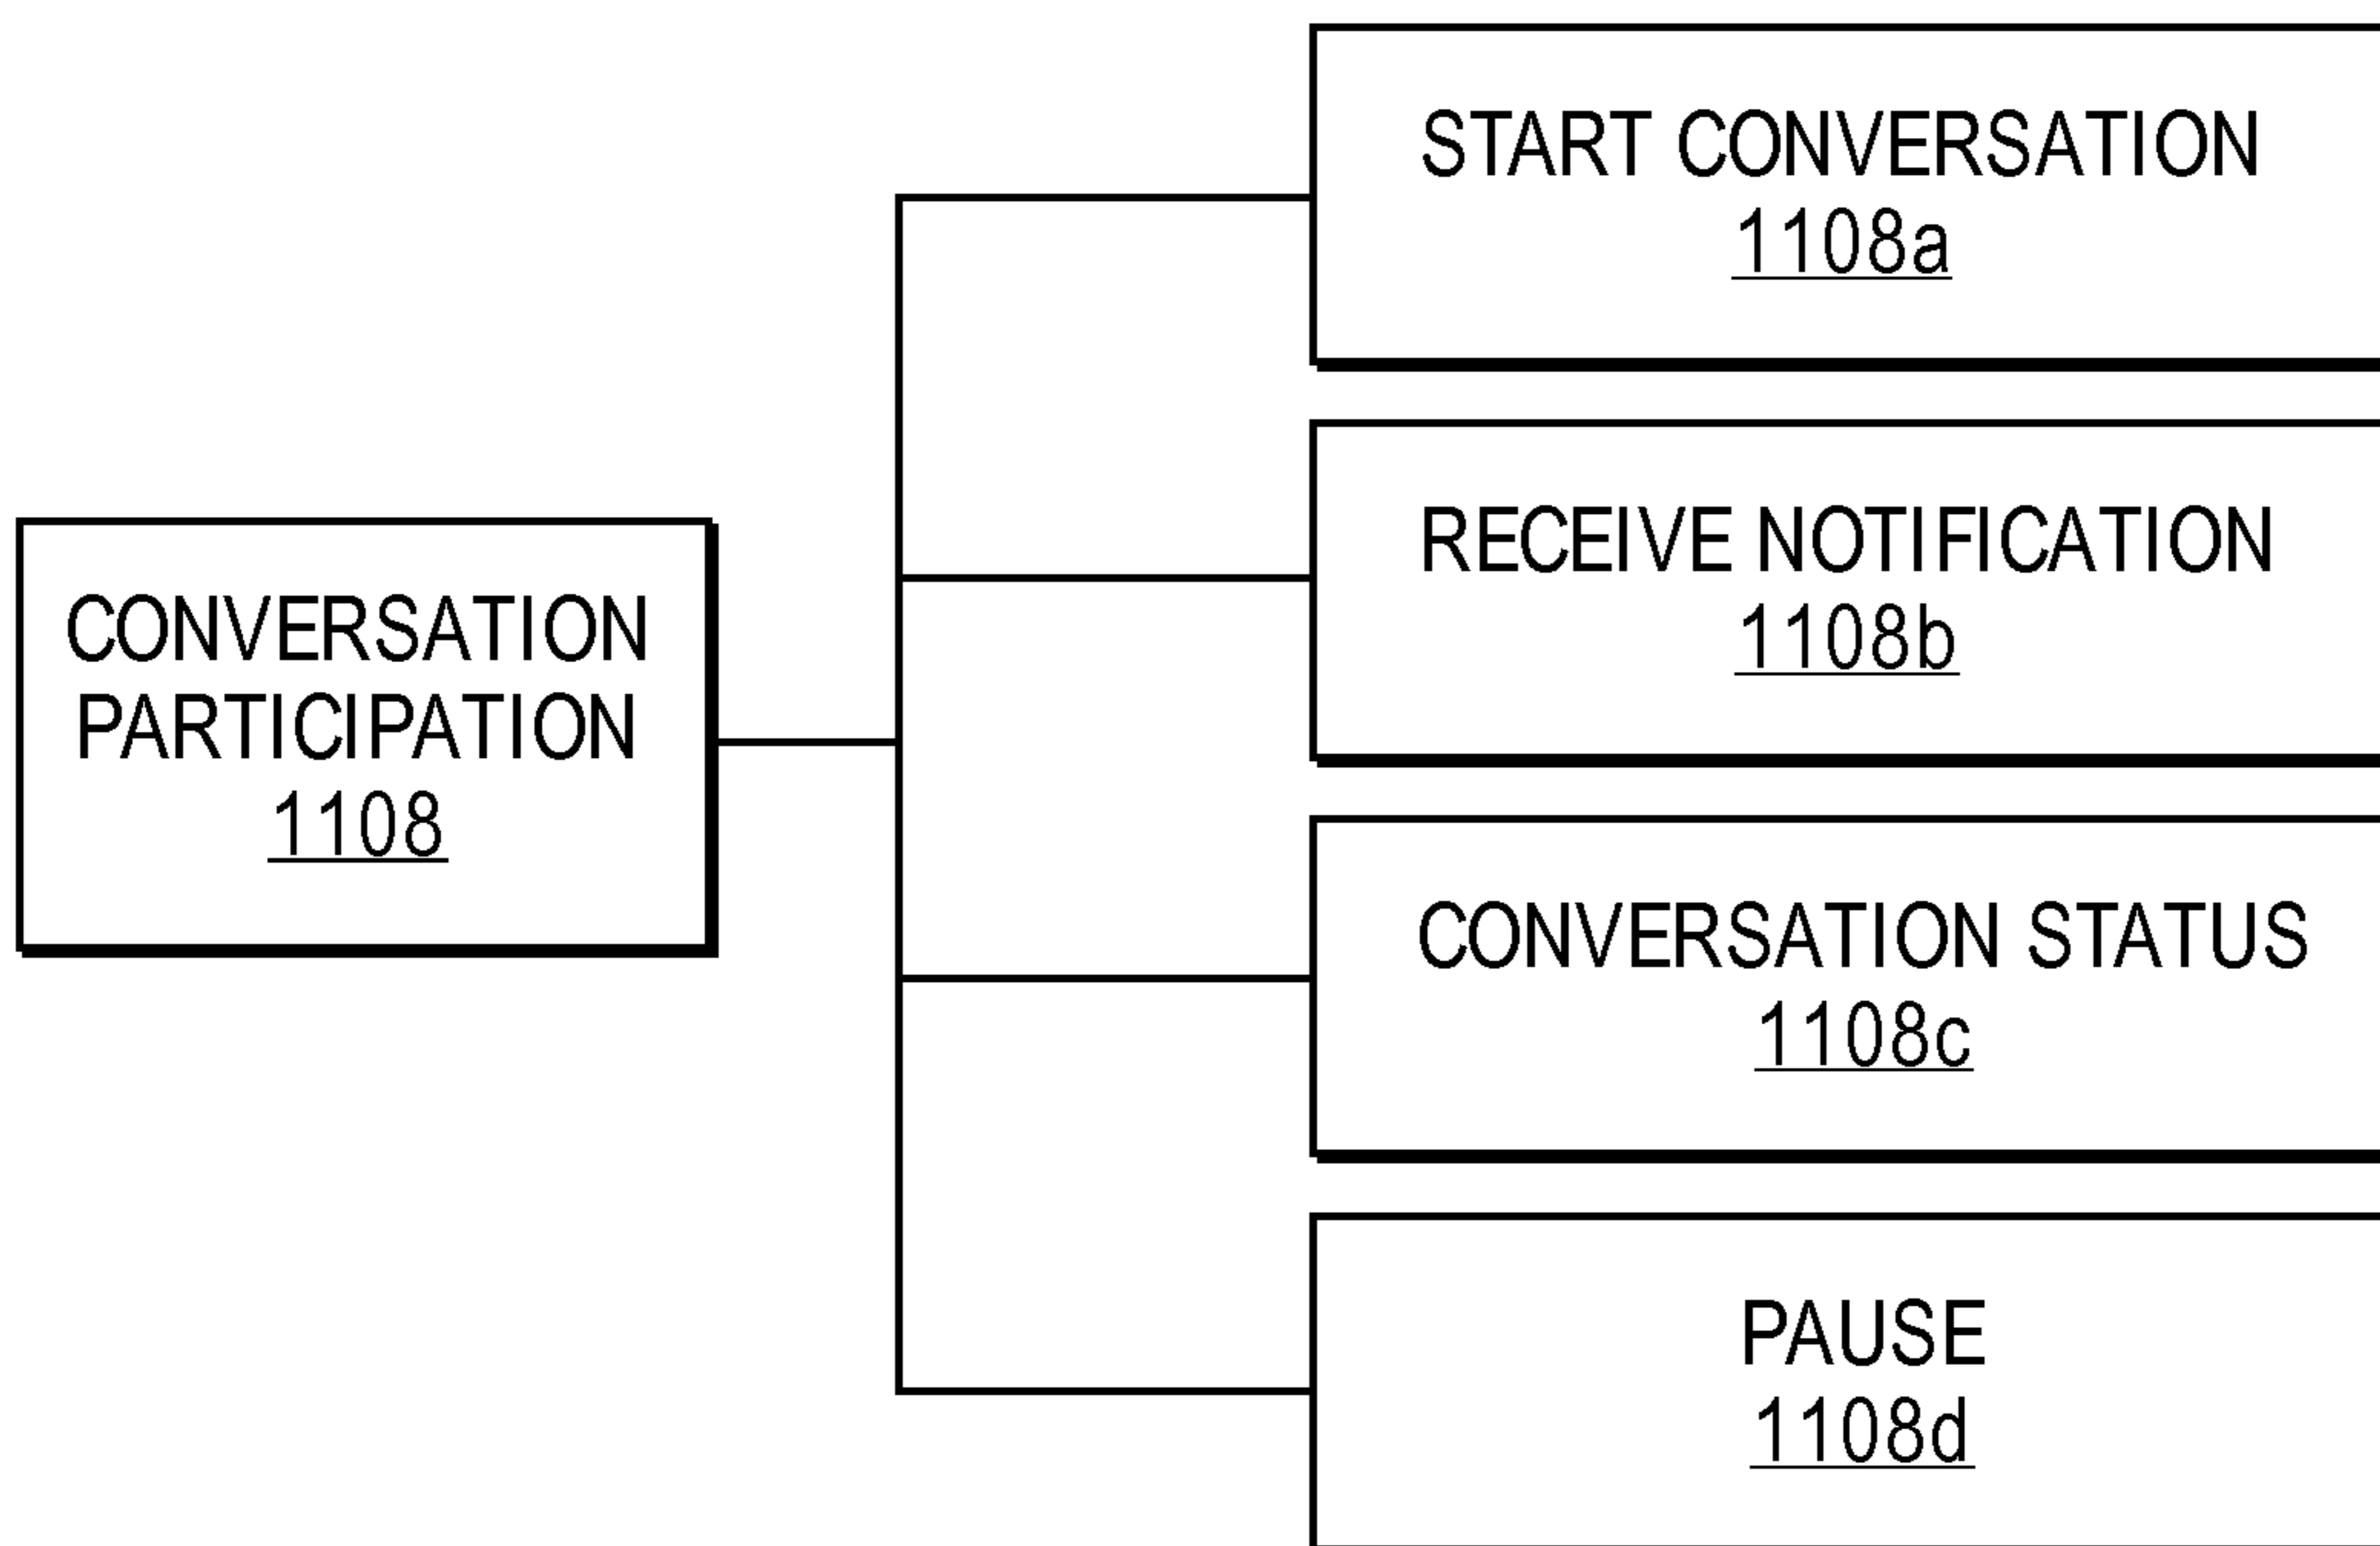 START CONVERSATION
1108a
RECEIVE NOTIFICATION
1108b
CONVERSATION
PARTICIPATION
1108
CONVERSATION STATUS
1108c
PAUSE
1108d